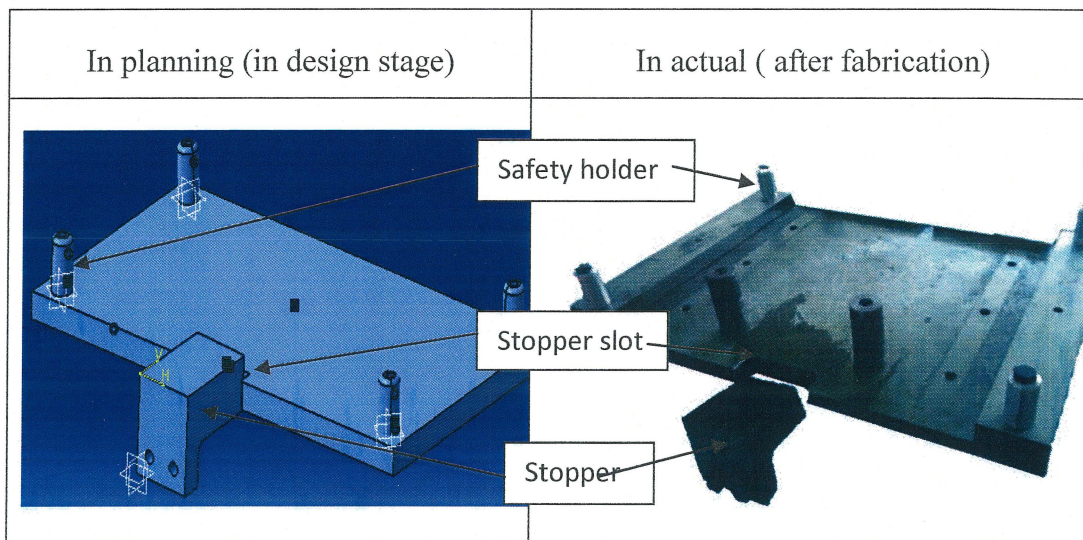 In planning (in design stage)
In actual ( after fabrication)
Safety holder
Stopper slot
Stopper
V
H